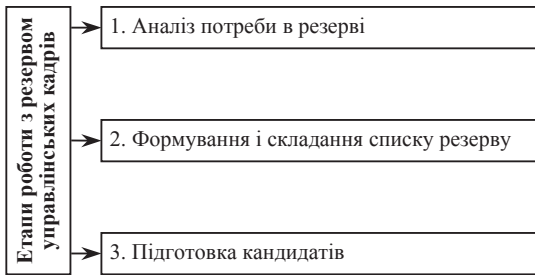 Етапи роботи з резервом
управлінських кадрів
1. Аналіз потреби в резерві
2. Формування і складання списку резерву
3. Підготовка кандидатів